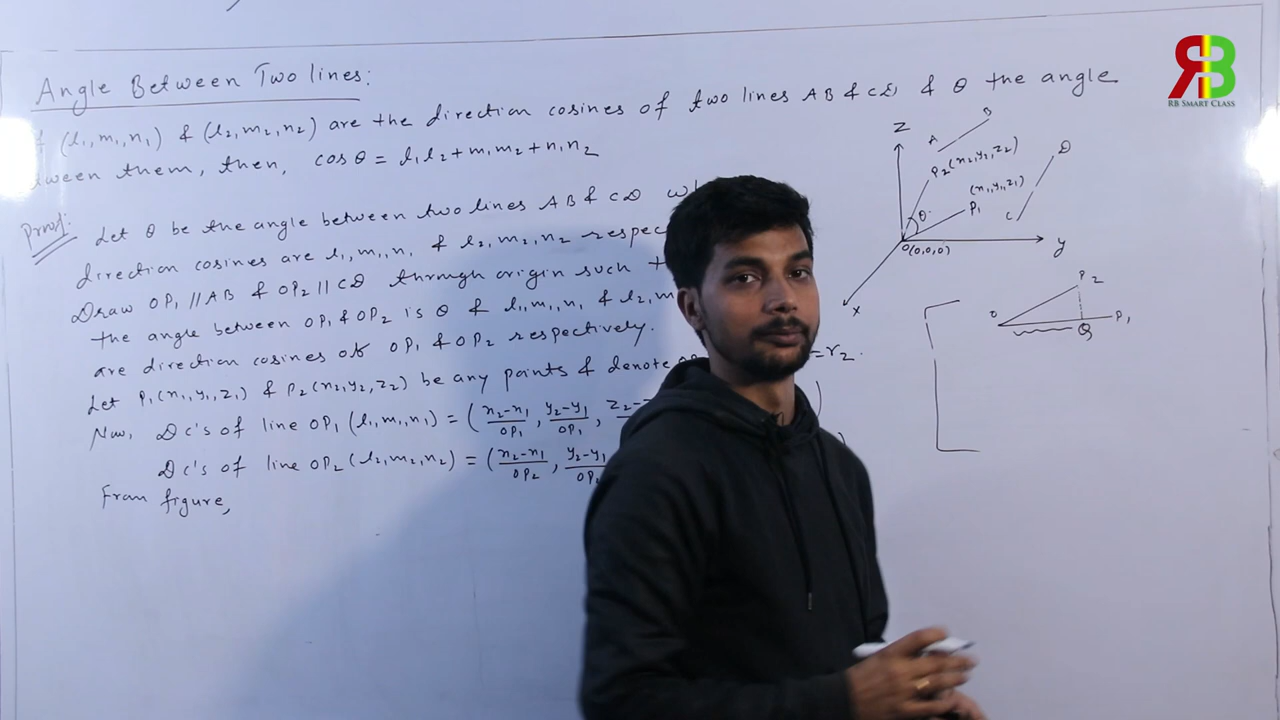 Angle Between Two lines:
(l₁, m₁, n₁) & (l₂, m₂, n₂) are the direction cosines of two lines AB & CD & θ the angle
them, then, cosθ = l₁l₂ + m₁m₂ + n₁n₂
Proof:
Let θ be the angle between two lines AB & CD
direction cosines are l₁, m₁, n₁ & l₂, m₂, n₂
Draw OP₁ // AB & OP₂ // CD through origin such
the angle between OP₁ & OP₂ is θ & l₁, m₁, n₁ & l₂,
are direction cosines of OP₁ & OP₂ respectively.
Let P₁(x₁, y₁, z₁) & P₂(x₂, y₂, z₂) be any points & denote = r₂.
Now, Dc's of line OP₁ (l₁, m₁, n₁) = (x₂-x₁/OP₁, y₂-y₁/OP₁,
Dc's of line OP₂ (l₂, m₂, n₂) = (x₂-x₁/OP₂, y₂-y₁/OP₂
From figure,
Z
A
B
P₂(x₂, y₂, z₂)
D
(x₁, y₁, z₁)
P₁
θ
C
O(0,0,0)
y
x
P₂
O
Q
P₁
RB
RB SMART CLASS